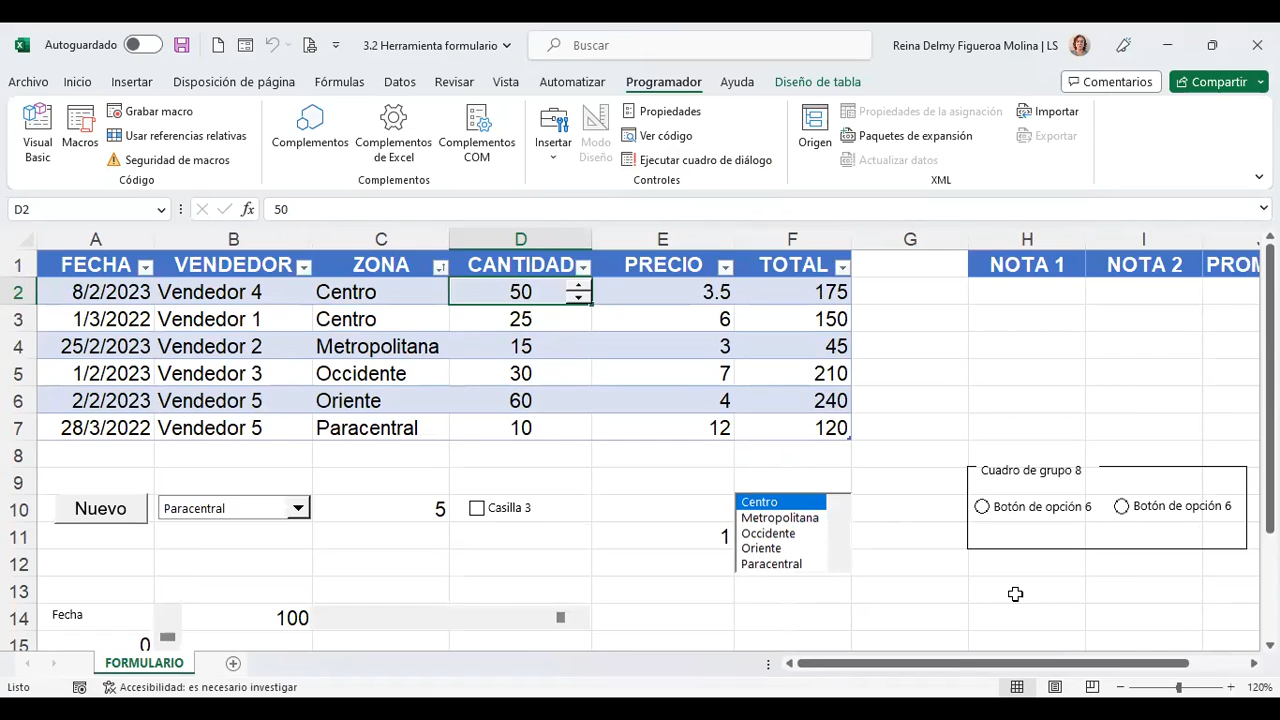 Autoguardado 3.2 Herramienta formulario Buscar Reina Delmy Figueroa Molina | LS
Archivo Inicio Insertar Disposición de página Fórmulas Datos Revisar Vista Automatizar Programador Ayuda Diseño de tabla Comentarios Compartir
Visual Basic
Macros
Grabar macro
Usar referencias relativas
Seguridad de macros
Código
Complementos
Complementos de Excel
Complementos COM
Complementos
Insertar
Modo Diseño
Propiedades
Ver código
Ejecutar cuadro de diálogo
Controles
Origen
Propiedades de la asignación
Paquetes de expansión
Actualizar datos
Importar
Exportar
XML
D2 fx 50
A B C D E F G H I J
1 FECHA VENDEDOR ZONA CANTIDAD PRECIO TOTAL NOTA 1 NOTA 2 PROM
2 8/2/2023 Vendedor 4 Centro 50 3.5 175
3 1/3/2022 Vendedor 1 Centro 25 6 150
4 25/2/2023 Vendedor 2 Metropolitana 15 3 45
5 1/2/2023 Vendedor 3 Occidente 30 7 210
6 2/2/2023 Vendedor 5 Oriente 60 4 240
7 28/3/2022 Vendedor 5 Paracentral 10 12 120
8
Cuadro de grupo 8
9
10 Nuevo Paracentral 5 Casilla 3 Centro Botón de opción 6 Botón de opción 6
Metropolitana
11 1 Occidente
Oriente
12 Paracentral
13
14 Fecha 100
15 0
FORMULARIO
Listo Accesibilidad: es necesario investigar 120%